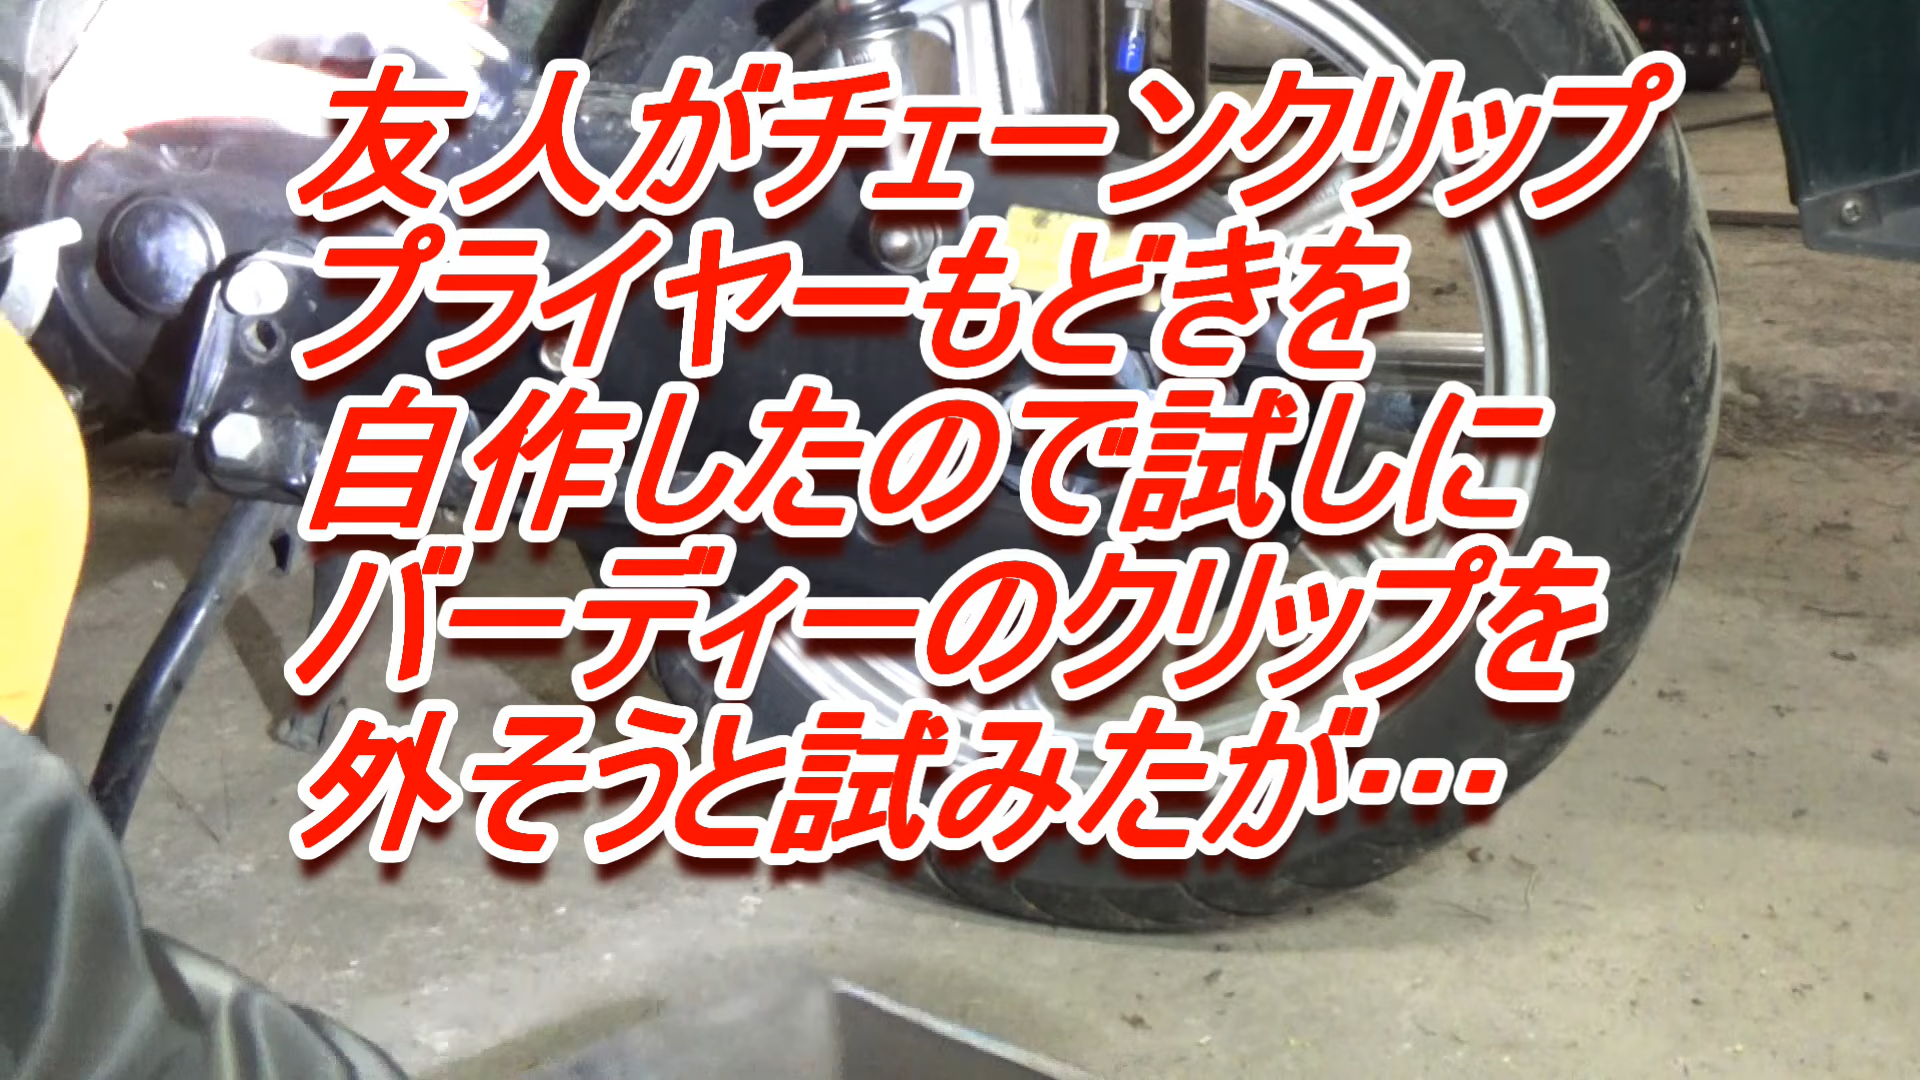 友人がチェーンクリップ
プライヤーもどきを
自作したので試しに
バーディーのクリップを
外そうと試みたが…